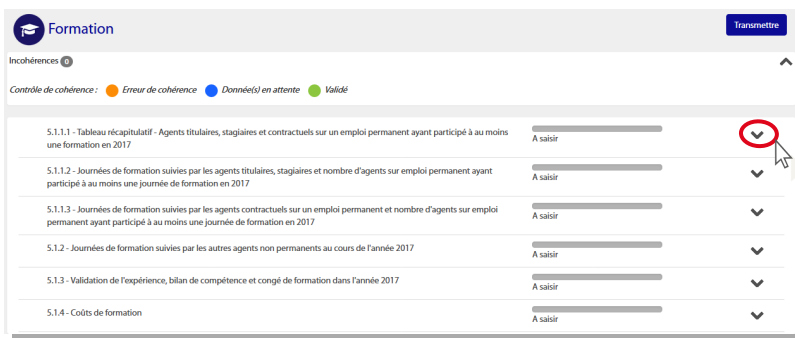 Formation
Transmettre
Incohérences 0
Contrôle de cohérence : Erreur de cohérence Donnée(s) en attente Validé
5.1.1.1 - Tableau récapitulatif - Agents titulaires, stagiaires et contractuels sur un emploi permanent ayant participé à au moins
une formation en 2017
A saisir
5.1.1.2 - Journées de formation suivies par les agents titulaires, stagiaires et nombre d'agents sur emploi permanent ayant
participé à au moins une journée de formation en 2017
A saisir
5.1.1.3 - Journées de formation suivies par les agents contractuels sur un emploi permanent et nombre d'agents sur emploi
permanent ayant participé à au moins une journée de formation en 2017
A saisir
5.1.2 - Journées de formation suivies par les autres agents non permanents au cours de l'année 2017
A saisir
5.1.3 - Validation de l'expérience, bilan de compétence et congé de formation dans l'année 2017
A saisir
5.1.4 - Coûts de formation
A saisir